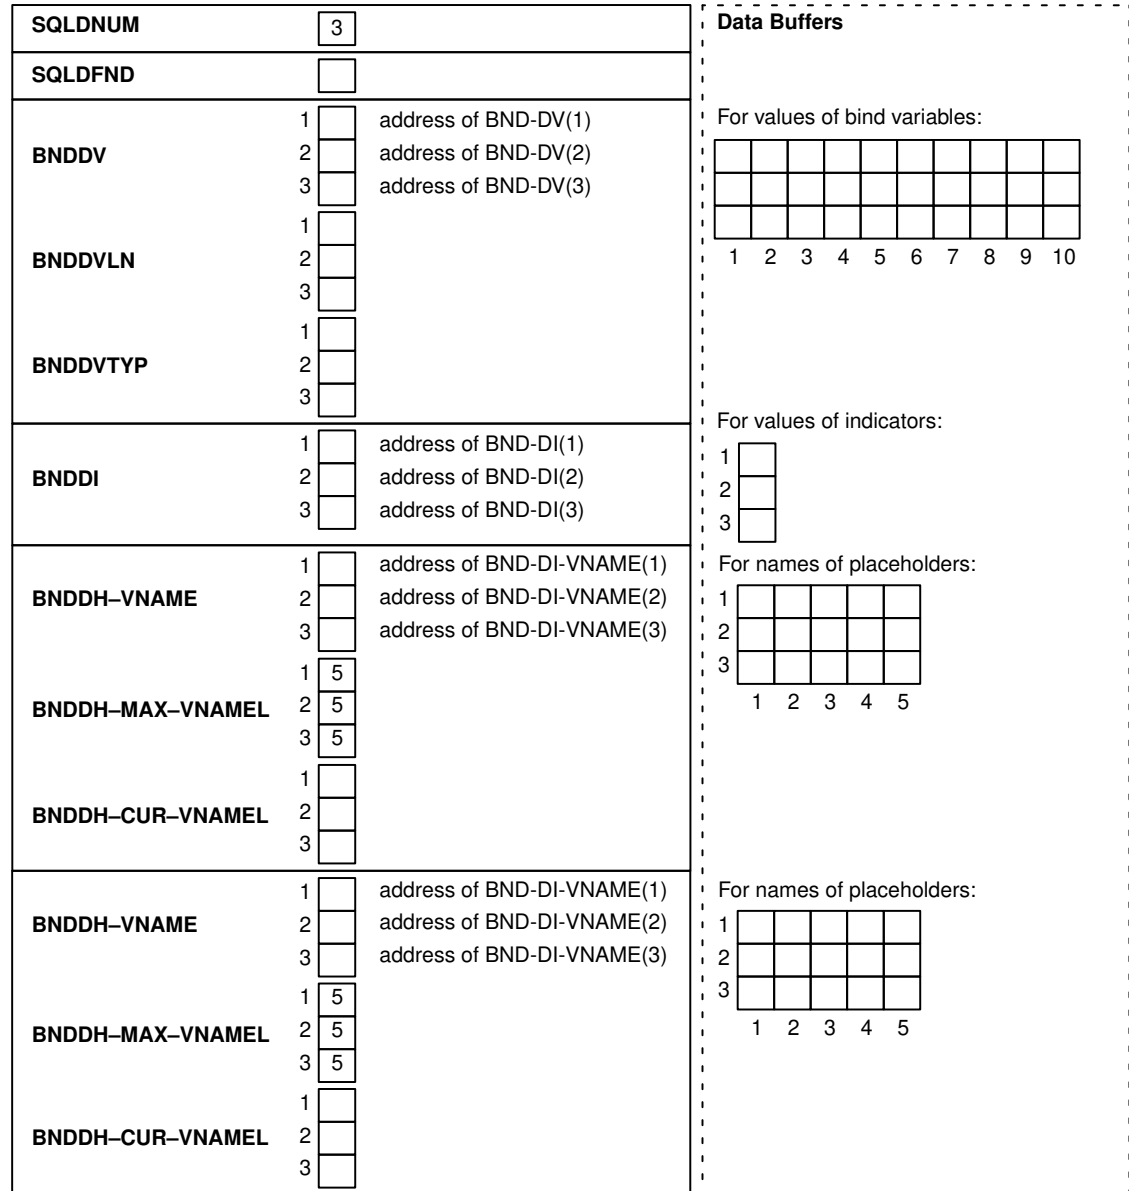 SQLDNUM 3
SQLDFND
BNDDV
1 address of BND-DV(1)
2 address of BND-DV(2)
3 address of BND-DV(3)
BNDDVLN
1
2
3
BNDDVTYP
1
2
3
BNDDI
1 address of BND-DI(1)
2 address of BND-DI(2)
3 address of BND-DI(3)
BNDDH–VNAME
1 address of BND-DI-VNAME(1)
2 address of BND-DI-VNAME(2)
3 address of BND-DI-VNAME(3)
BNDDH–MAX–VNAMEL
1 5
2 5
3 5
BNDDH–CUR–VNAMEL
1
2
3
BNDDH–VNAME
1 address of BND-DI-VNAME(1)
2 address of BND-DI-VNAME(2)
3 address of BND-DI-VNAME(3)
BNDDH–MAX–VNAMEL
1 5
2 5
3 5
BNDDH–CUR–VNAMEL
1
2
3
Data Buffers
For values of bind variables:
1 2 3 4 5 6 7 8 9 10
For values of indicators:
1
2
3
For names of placeholders:
1
2
3
1 2 3 4 5
For names of placeholders:
1
2
3
1 2 3 4 5